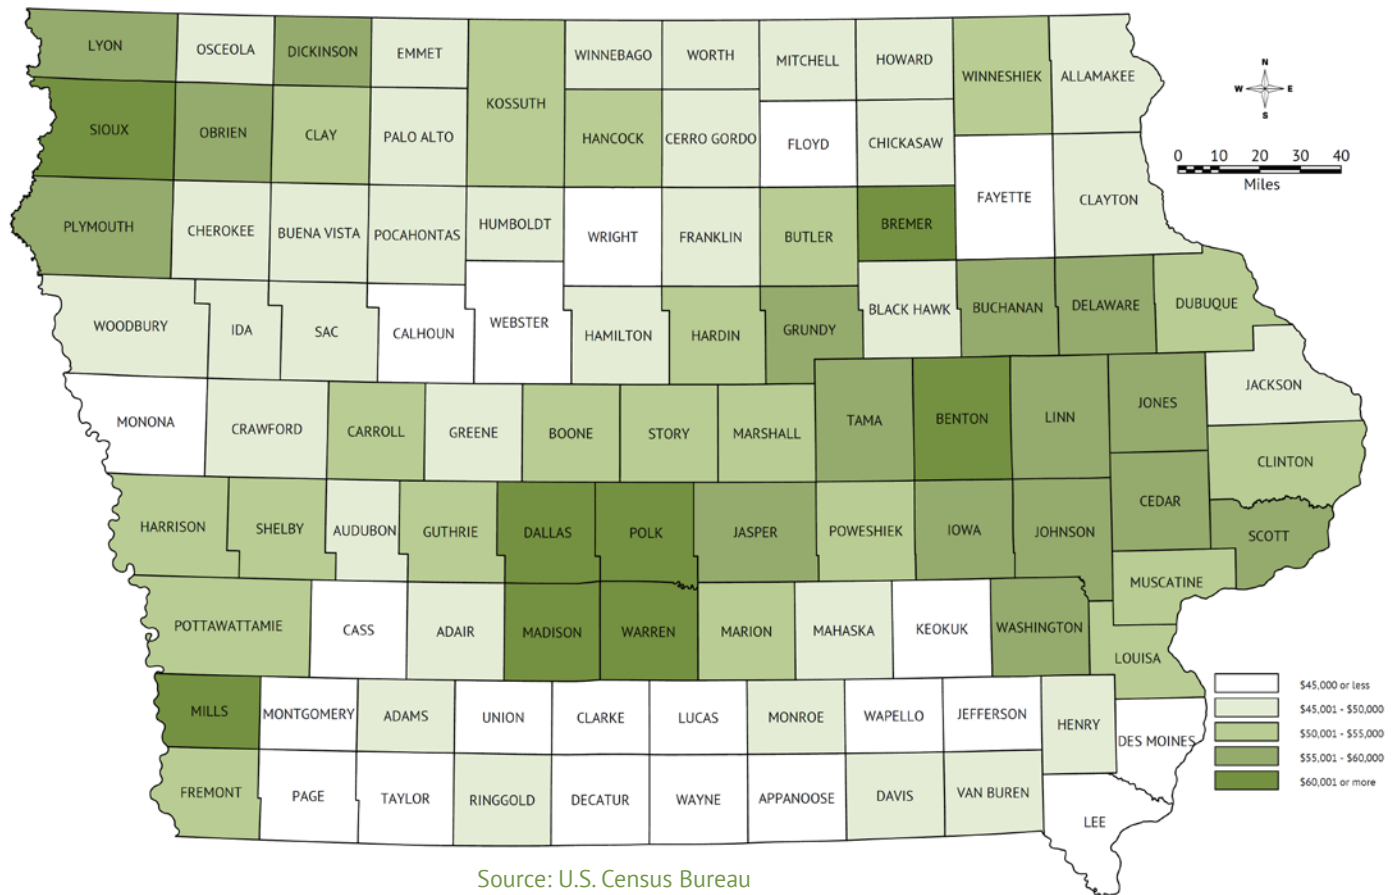 LYON
OSCEOLA
DICKINSON
EMMET
KOSSUTH
WINNEBAGO
WORTH
MITCHELL
HOWARD
WINNESHIEK
ALLAMAKEE
N
W E
S
SIOUX
OBRIEN
CLAY
PALO ALTO
HANCOCK
CERRO GORDO
FLOYD
CHICKASAW
0 10 20 30 40
Miles
PLYMOUTH
CHEROKEE
BUENA VISTA
POCAHONTAS
HUMBOLDT
WRIGHT
FRANKLIN
BUTLER
BREMER
FAYETTE
CLAYTON
WOODBURY
IDA
SAC
CALHOUN
WEBSTER
HAMILTON
HARDIN
GRUNDY
BLACK HAWK
BUCHANAN
DELAWARE
DUBUQUE
MONONA
CRAWFORD
CARROLL
GREENE
BOONE
STORY
MARSHALL
TAMA
BENTON
LINN
JONES
JACKSON
CLINTON
HARRISON
SHELBY
AUDUBON
GUTHRIE
DALLAS
POLK
JASPER
POWESHIEK
IOWA
JOHNSON
CEDAR
SCOTT
MUSCATINE
POTTAWATTAMIE
CASS
ADAIR
MADISON
WARREN
MARION
MAHASKA
KEOKUK
WASHINGTON
LOUISA
MILLS
MONTGOMERY
ADAMS
UNION
CLARKE
LUCAS
MONROE
WAPELLO
JEFFERSON
HENRY
DES MOINES
FREMONT
PAGE
TAYLOR
RINGGOLD
DECATUR
WAYNE
APPANOOSE
DAVIS
VAN BUREN
LEE
$45,000 or less
$45,001 - $50,000
$50,001 - $55,000
$55,001 - $60,000
$60,001 or more
Source: U.S. Census Bureau